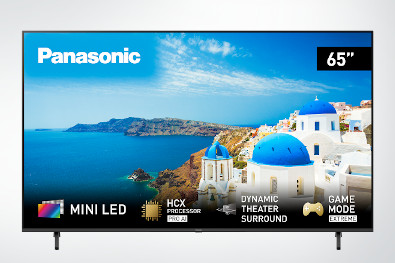 Panasonic
65"
MINI LED
HCX
PROCESSOR
PRO AI
DYNAMIC
THEATER
SURROUND
GAME
MODE
EXTREME